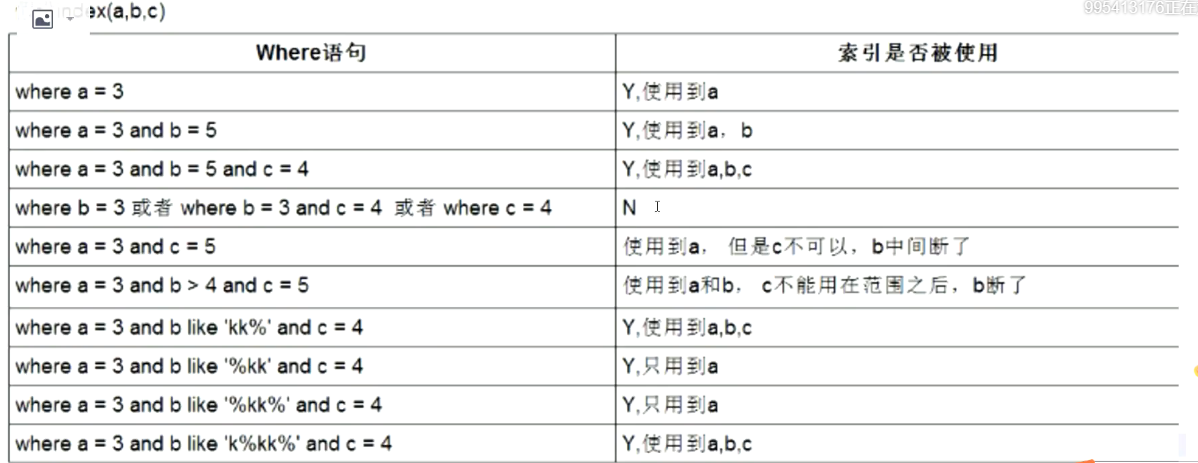 ex(a,b,c)
995413176正在
Where语句 索引是否被使用
where a = 3 Y,使用到a
where a = 3 and b = 5 Y,使用到a，b
where a = 3 and b = 5 and c = 4 Y,使用到a,b,c
where b = 3 或者 where b = 3 and c = 4 或者 where c = 4 N
where a = 3 and c = 5 使用到a， 但是c不可以，b中间断了
where a = 3 and b > 4 and c = 5 使用到a和b， c不能用在范围之后，b断了
where a = 3 and b like 'kk%' and c = 4 Y,使用到a,b,c
where a = 3 and b like '%kk' and c = 4 Y,只用到a
where a = 3 and b like '%kk%' and c = 4 Y,只用到a
where a = 3 and b like 'k%kk%' and c = 4 Y,使用到a,b,c